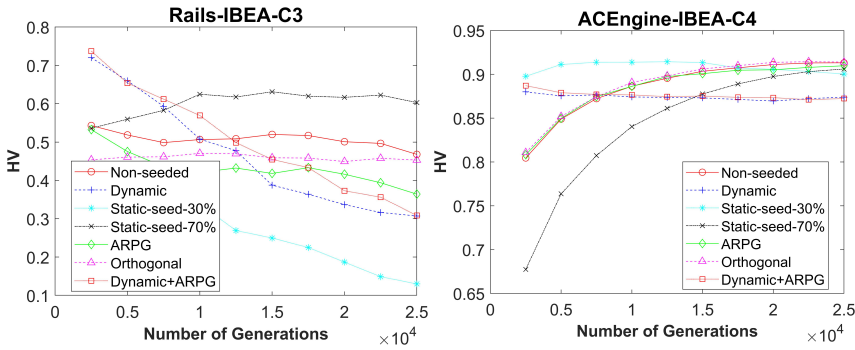 Rails-IBEA-C3
0.8
0.7
0.6
0.5
0.4
0.3
0.2
0.1
HV
Non-seeded
Dynamic
Static-seed-30%
Static-seed-70%
ARPG
Orthogonal
Dynamic+ARPG
0 0.5 1 1.5 2 2.5
Number of Generations ×10^4
ACEngine-IBEA-C4
0.95
0.9
0.85
0.8
0.75
0.7
0.65
HV
Non-seeded
Dynamic
Static-seed-30%
Static-seed-70%
ARPG
Orthogonal
Dynamic+ARPG
0 0.5 1 1.5 2 2.5
Number of Generations ×10^4